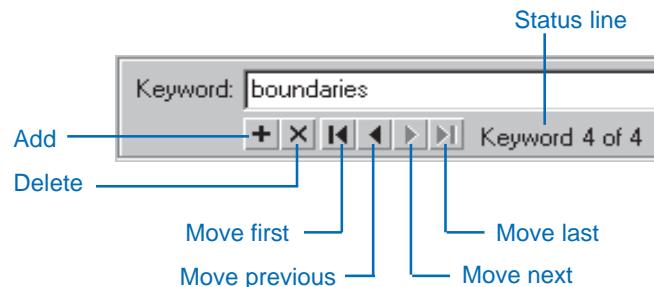 Status line
Keyword: boundaries
Keyword 4 of 4
Add
Delete
Move first
Move last
Move previous
Move next